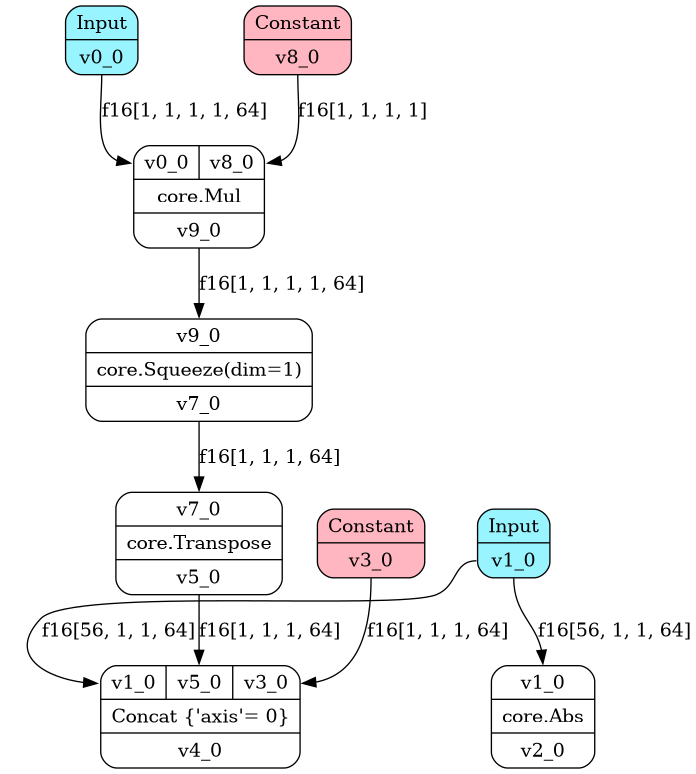 Input
v0_0
Constant
v8_0
f16[1, 1, 1, 1, 64]
f16[1, 1, 1, 1]
v0_0 v8_0
core.Mul
v9_0
f16[1, 1, 1, 1, 64]
v9_0
core.Squeeze(dim=1)
v7_0
f16[1, 1, 1, 64]
v7_0
core.Transpose
v5_0
Constant
v3_0
Input
v1_0
f16[56, 1, 1, 64]
f16[1, 1, 1, 64]
f16[1, 1, 1, 64]
f16[56, 1, 1, 64]
v1_0 v5_0 v3_0
Concat {'axis'= 0}
v4_0
v1_0
core.Abs
v2_0